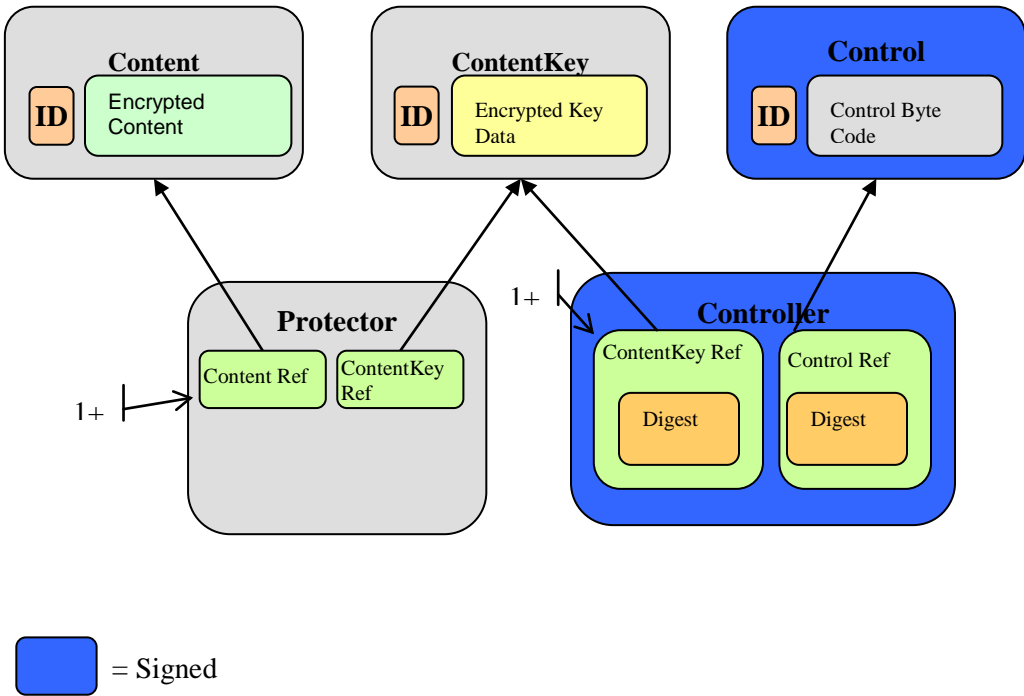 Content
ID
Encrypted
Content
ContentKey
ID
Encrypted Key
Data
Control
ID
Control Byte
Code
Protector
Content Ref
ContentKey
Ref
1+
Controller
1+
ContentKey Ref
Digest
Control Ref
Digest
= Signed